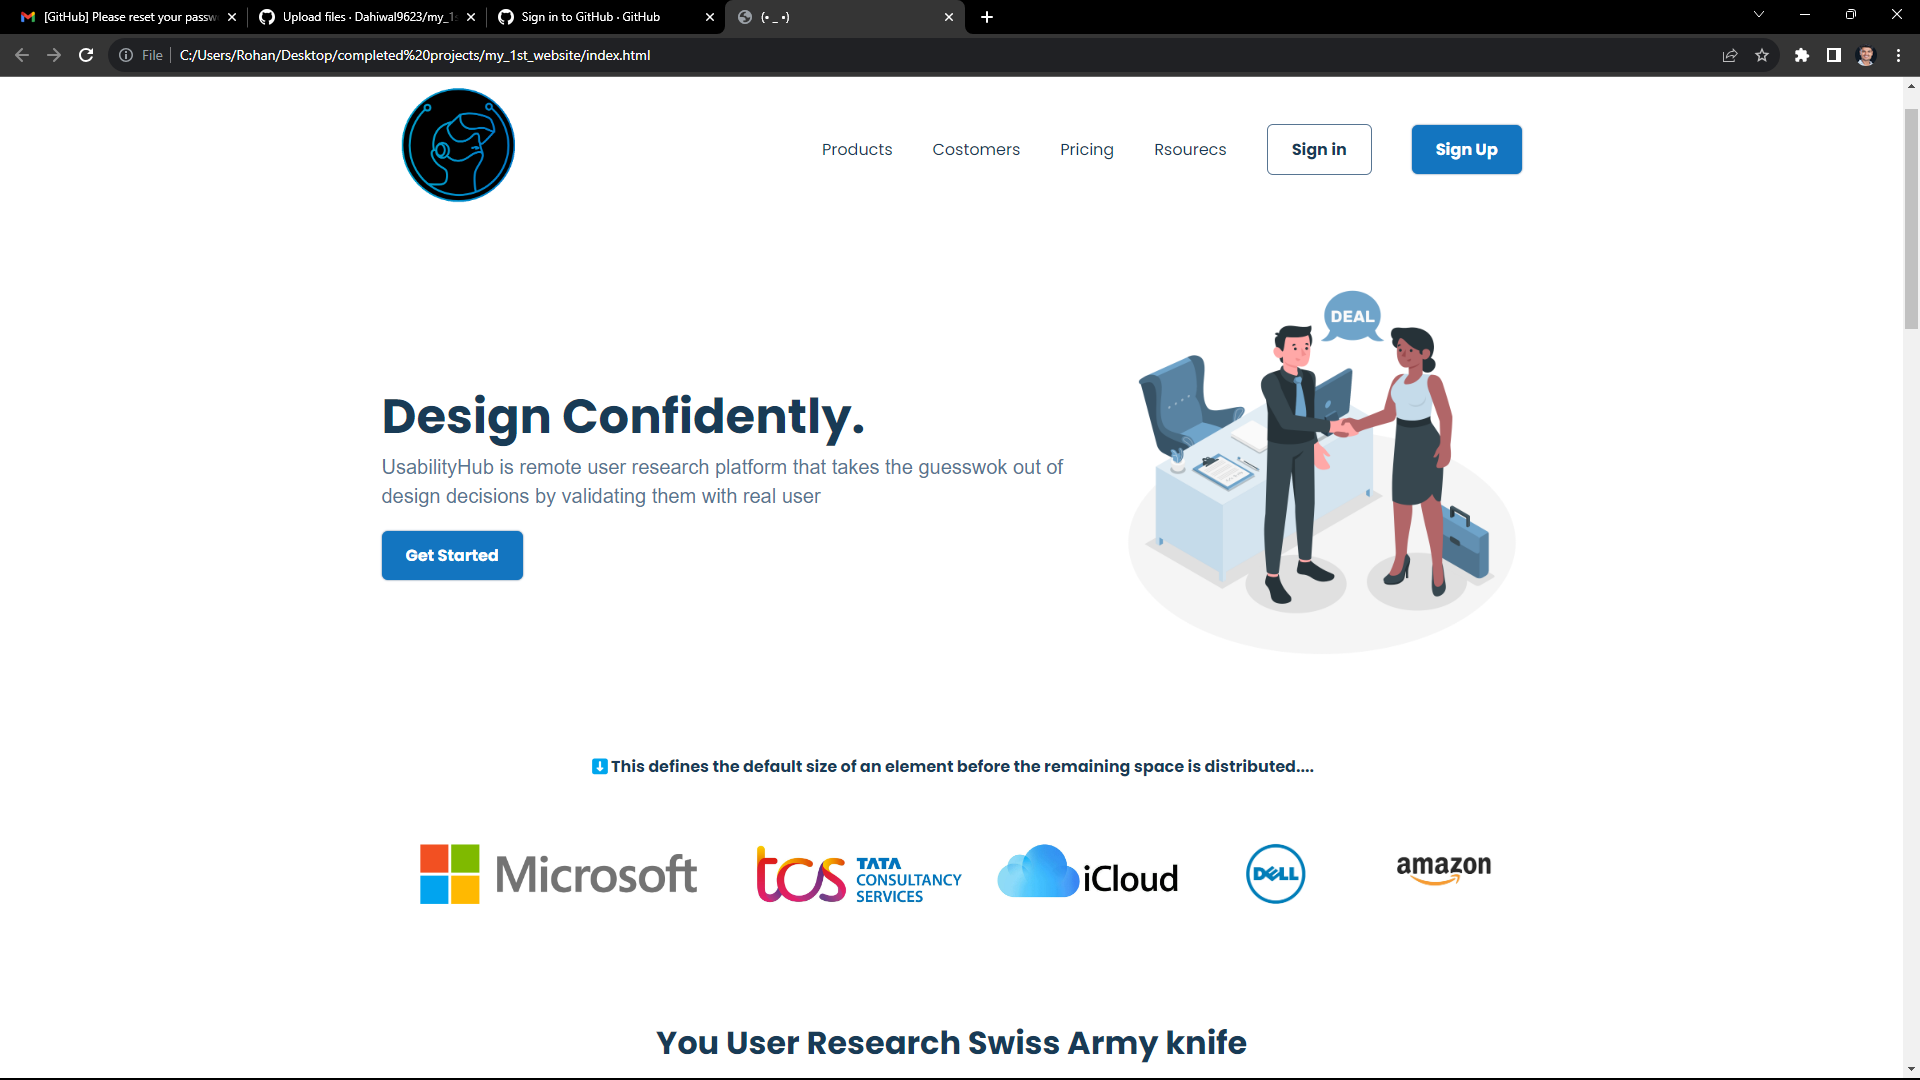 [GitHub] Please reset your passw
Upload files · Dahiwal9623/my_1s
Sign in to GitHub · GitHub
(•_•)
File
C:/Users/Rohan/Desktop/completed%20projects/my_1st_website/index.html
Products
Costomers
Pricing
Rsourecs
Sign in
Sign Up
DEAL
Design Confidently.
UsabilityHub is remote user research platform that takes the guesswok out of
design decisions by validating them with real user
Get Started
⬇️This defines the default size of an element before the remaining space is distributed....
Microsoft
tcs TATA
CONSULTANCY
SERVICES
iCloud
DELL
amazon
You User Research Swiss Army knife